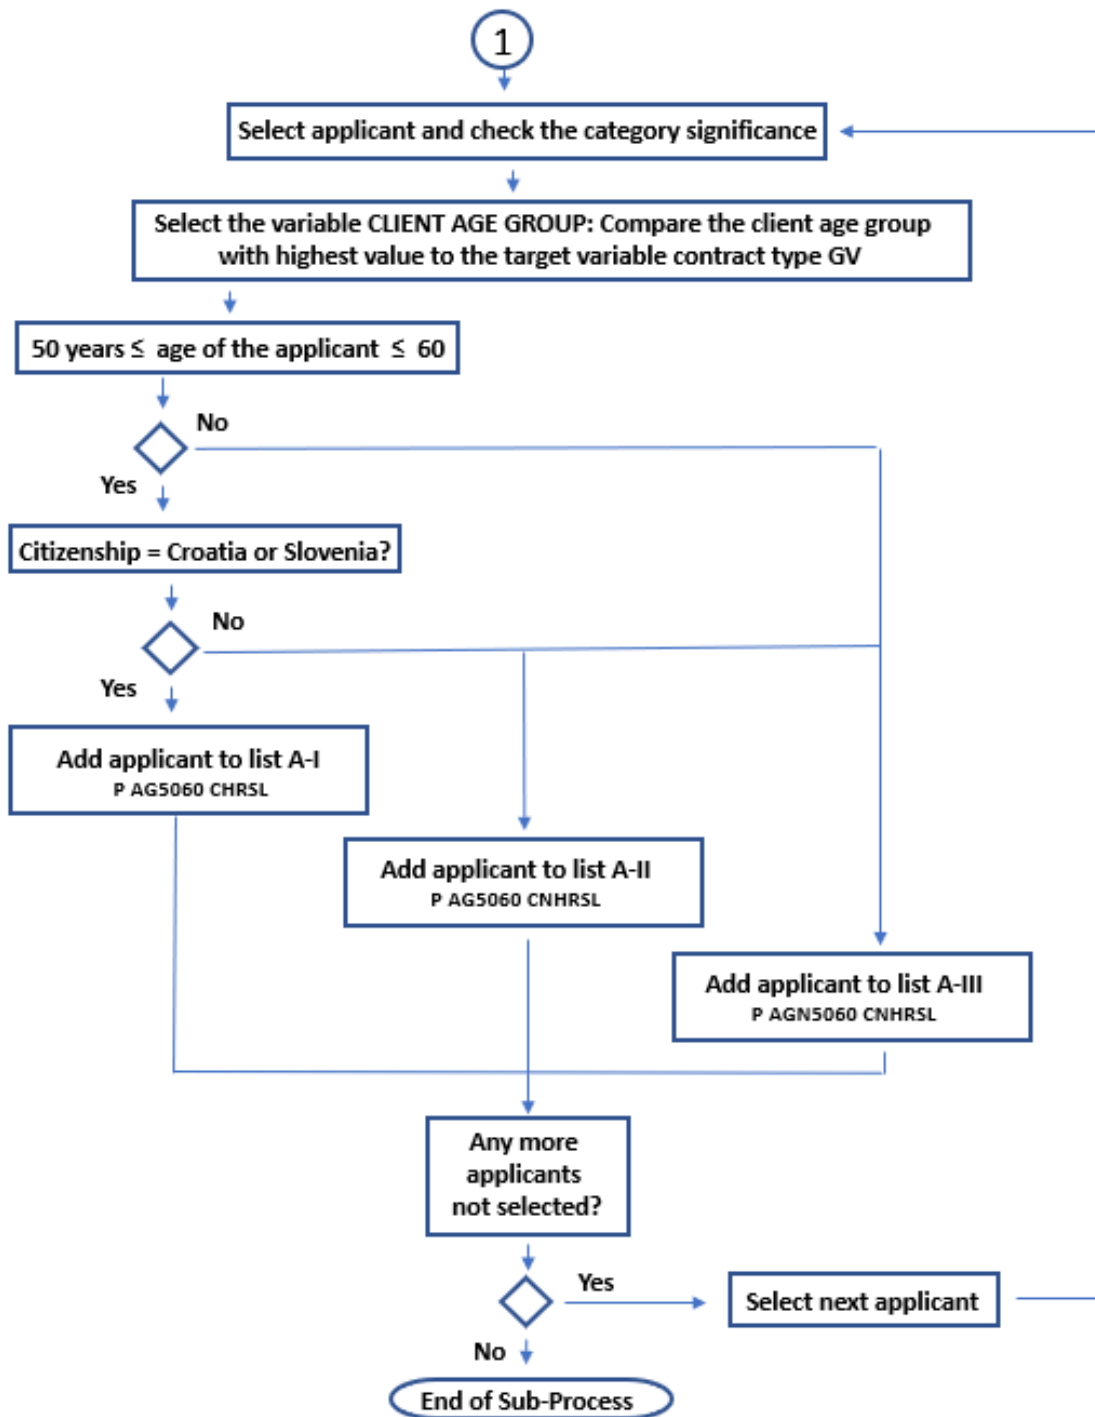 1
Select applicant and check the category significance
Select the variable CLIENT AGE GROUP: Compare the client age group
with highest value to the target variable contract type GV
50 years ≤ age of the applicant ≤ 60
No
Yes
Citizenship = Croatia or Slovenia?
No
Yes
Add applicant to list A-I
P AG5060 CHRSL
Add applicant to list A-II
P AG5060 CNHRSL
Add applicant to list A-III
P AGN5060 CNHRSL
Any more
applicants
not selected?
Yes
Select next applicant
No
End of Sub-Process